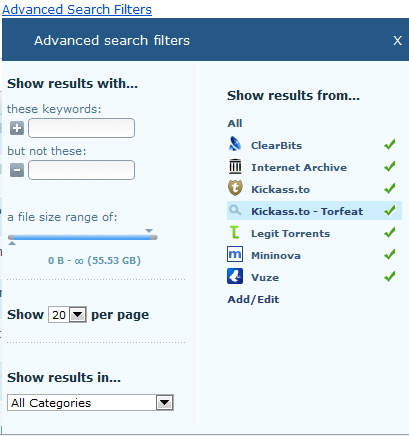 Advanced Search Filters
Advanced search filters X
Show results with...
these keywords:
but not these:
a file size range of:
0 B - ∞ (55.53 GB)
Show 20 per page
Show results in...
All Categories
Show results from...
All
ClearBits
Internet Archive
Kickass.to
Kickass.to - Torfeat
Legit Torrents
Mininova
Vuze
Add/Edit